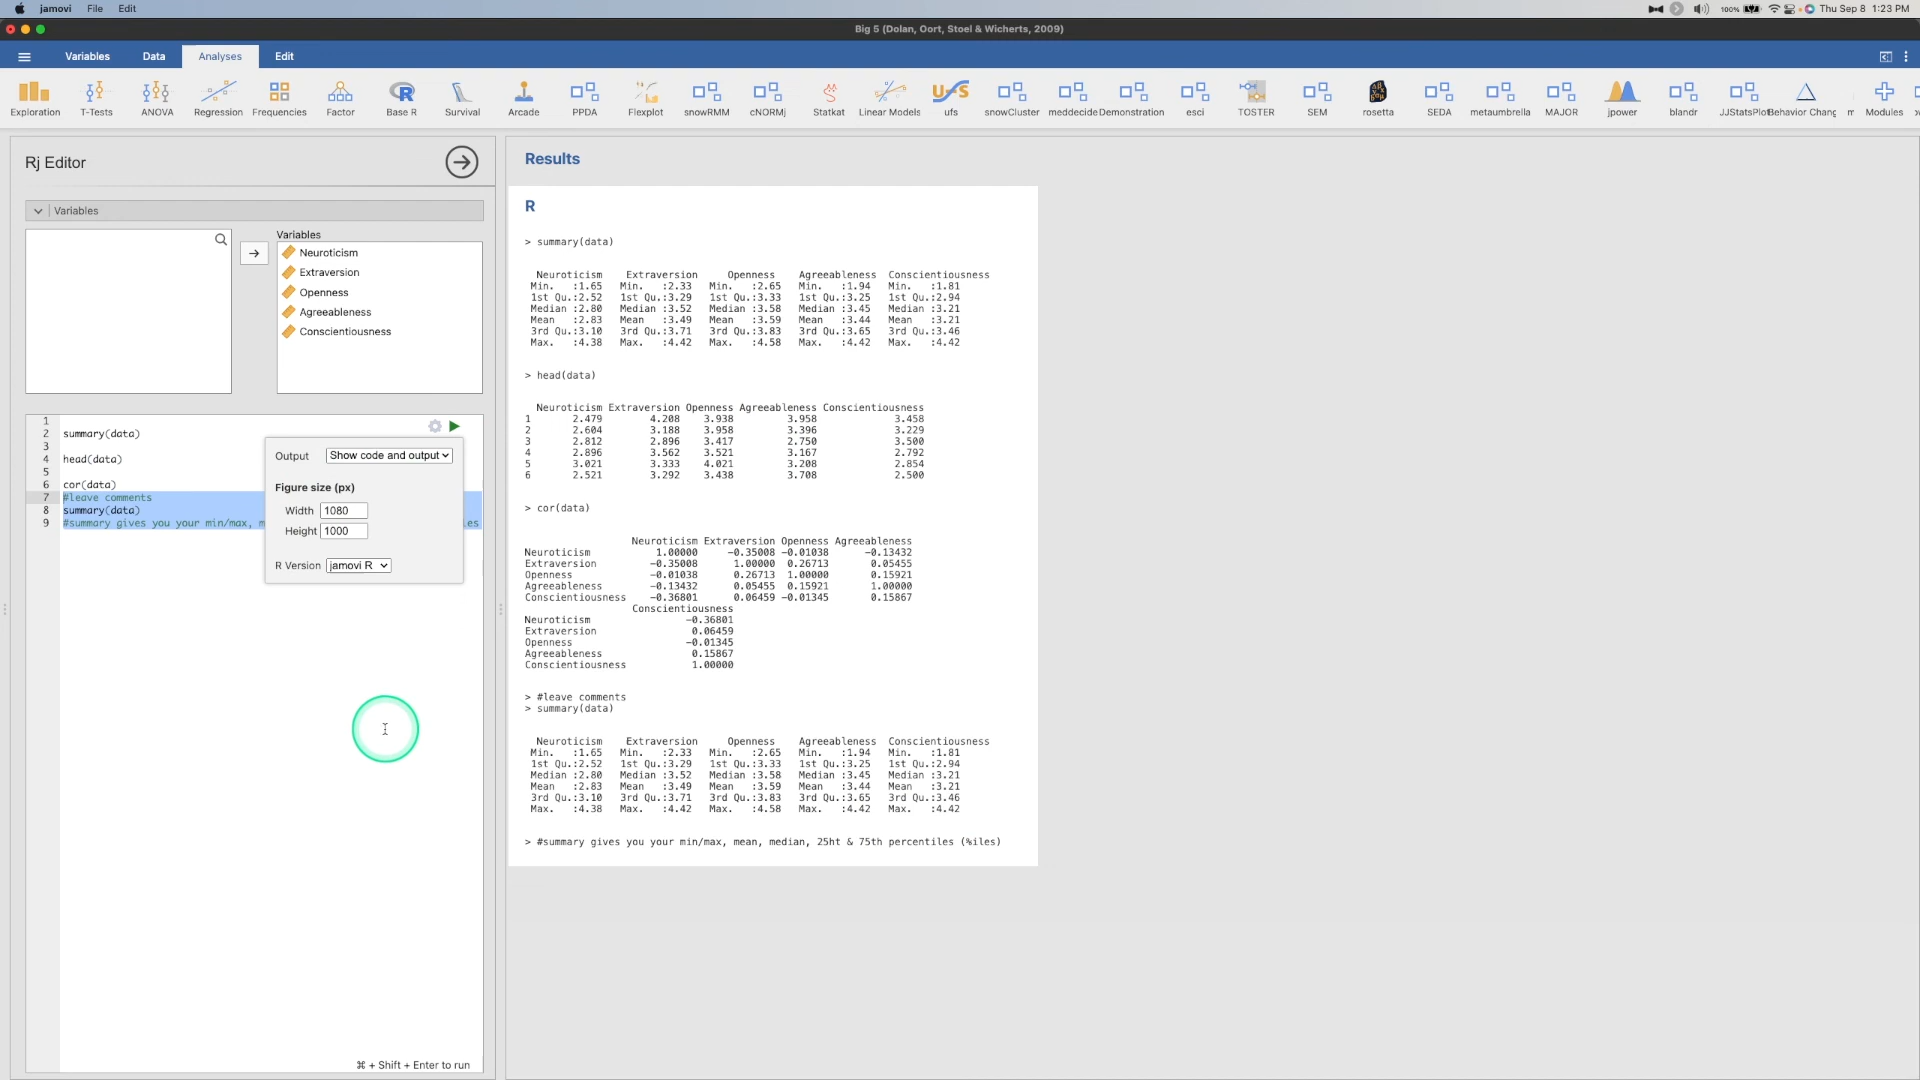 jamovi File Edit
100% Thu Sep 8 1:23 PM
Big 5 (Dolan, Oort, Stoel & Wicherts, 2009)
Variables Data Analyses Edit
Exploration T-Tests ANOVA Regression Frequencies Factor Base R Survival Arcade PPDA Flexplot snowRMM cNORMj Statkat Linear Models ufs snowCluster meddecide Demonstration esci TOSTER SEM rosetta SEDA metaumbrella MAJOR jpower blandr JJStatsPlot Behavior Chang m Modules
Rj Editor
Variables
Variables
Neuroticism
Extraversion
Openness
Agreeableness
Conscientiousness
1
2 summary(data)
3
4 head(data)
5
6 cor(data)
7 #leave comments
8 summary(data)
9 #summary gives you your min/max, m les
Output Show code and output
Figure size (px)
Width 1080
Height 1000
R Version jamovi R
⌘ + Shift + Enter to run
Results
R
> summary(data)
Neuroticism Extraversion Openness Agreeableness Conscientiousness
Min. :1.65 Min. :2.33 Min. :2.65 Min. :1.94 Min. :1.81
1st Qu.:2.52 1st Qu.:3.29 1st Qu.:3.33 1st Qu.:3.25 1st Qu.:2.94
Median :2.80 Median :3.52 Median :3.58 Median :3.45 Median :3.21
Mean :2.83 Mean :3.49 Mean :3.59 Mean :3.44 Mean :3.21
3rd Qu.:3.10 3rd Qu.:3.71 3rd Qu.:3.83 3rd Qu.:3.65 3rd Qu.:3.46
Max. :4.38 Max. :4.42 Max. :4.58 Max. :4.42 Max. :4.42
> head(data)
Neuroticism Extraversion Openness Agreeableness Conscientiousness
1 2.479 4.208 3.938 3.958 3.458
2 2.604 3.188 3.958 3.396 3.229
3 2.812 2.896 3.417 2.750 3.500
4 2.896 3.562 3.521 3.167 2.792
5 3.021 3.333 4.021 3.208 2.854
6 2.521 3.292 3.438 3.708 2.500
> cor(data)
Neuroticism Extraversion Openness Agreeableness
Neuroticism 1.00000 -0.35008 -0.01038 -0.13432
Extraversion -0.35008 1.00000 0.26713 0.05455
Openness -0.01038 0.26713 1.00000 0.15921
Agreeableness -0.13432 0.05455 0.15921 1.00000
Conscientiousness -0.36801 0.06459 -0.01345 0.15867
Conscientiousness
Neuroticism -0.36801
Extraversion 0.06459
Openness -0.01345
Agreeableness 0.15867
Conscientiousness 1.00000
> #leave comments
> summary(data)
Neuroticism Extraversion Openness Agreeableness Conscientiousness
Min. :1.65 Min. :2.33 Min. :2.65 Min. :1.94 Min. :1.81
1st Qu.:2.52 1st Qu.:3.29 1st Qu.:3.33 1st Qu.:3.25 1st Qu.:2.94
Median :2.80 Median :3.52 Median :3.58 Median :3.45 Median :3.21
Mean :2.83 Mean :3.49 Mean :3.59 Mean :3.44 Mean :3.21
3rd Qu.:3.10 3rd Qu.:3.71 3rd Qu.:3.83 3rd Qu.:3.65 3rd Qu.:3.46
Max. :4.38 Max. :4.42 Max. :4.58 Max. :4.42 Max. :4.42
> #summary gives you your min/max, mean, median, 25ht & 75th percentiles (%iles)